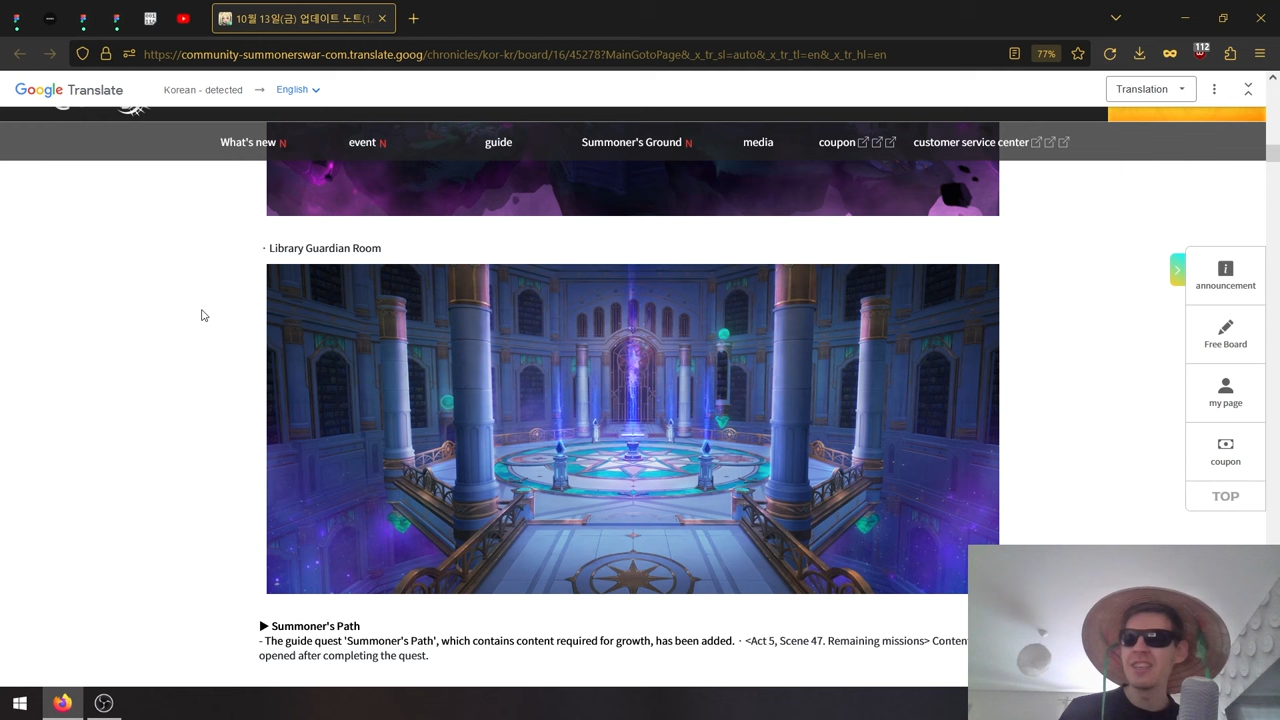 10월 13일(금) 업데이트 노트(1.
https://community-summonerswar-com.translate.goog/chronicles/kor-kr/board/16/45278?MainGotoPage&_x_tr_sl=auto&_x_tr_tl=en&_x_tr_hl=en
77%
112
Google Translate
Korean - detected
English
Translation
What's new N
event N
guide
Summoner's Ground N
media
coupon
customer service center
· Library Guardian Room
announcement
Free Board
my page
coupon
TOP
▶ Summoner's Path
- The guide quest 'Summoner's Path', which contains content required for growth, has been added. · <Act 5, Scene 47. Remaining missions> Conten
opened after completing the quest.